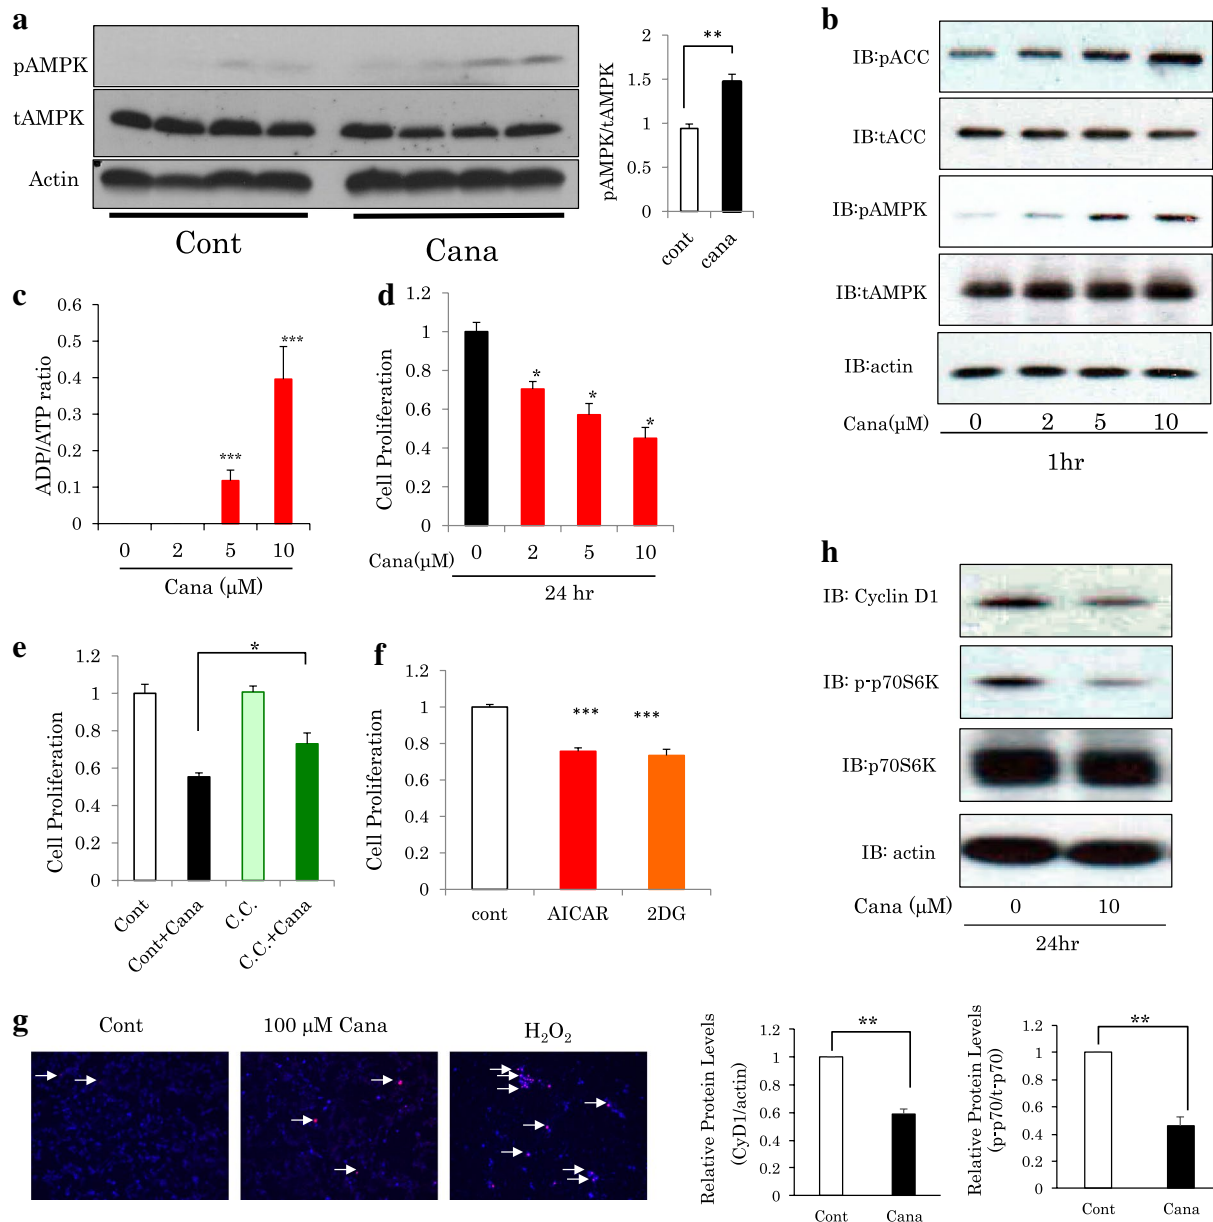 a
pAMPK
tAMPK
Actin
Cont
Cana
pAMPK/tAMPK
2
1.5
1
0.5
0
**
cont
cana
b
IB:pACC
IB:tACC
IB:pAMPK
IB:tAMPK
IB:actin
Cana(µM)
0 2 5 10
1hr
c
ADP/ATP ratio
0.6
0.5
0.4
0.3
0.2
0.1
0
***
***
0 2 5 10
Cana (µM)
d
Cell Proliferation
1.2
1
0.8
0.6
0.4
0.2
0
*
*
*
Cana(µM) 0 2 5 10
24 hr
e
Cell Proliferation
1.2
1
0.8
0.6
0.4
0.2
0
*
Cont
Cont+Cana
C.C.
C.C.+Cana
f
Cell Proliferation
1.2
1
0.8
0.6
0.4
0.2
0
***
***
cont AICAR 2DG
h
IB: Cyclin D1
IB: p-p70S6K
IB:p70S6K
IB: actin
Cana (µM) 0 10
24hr
g
Cont
100 µM Cana
H₂O₂
Relative Protein Levels
(CyD1/actin)
1.2
1
0.8
0.6
0.4
0.2
0
**
Cont Cana
Relative Protein Levels
(p-p70/t-p70)
1.2
1
0.8
0.6
0.4
0.2
0
**
Cont Cana